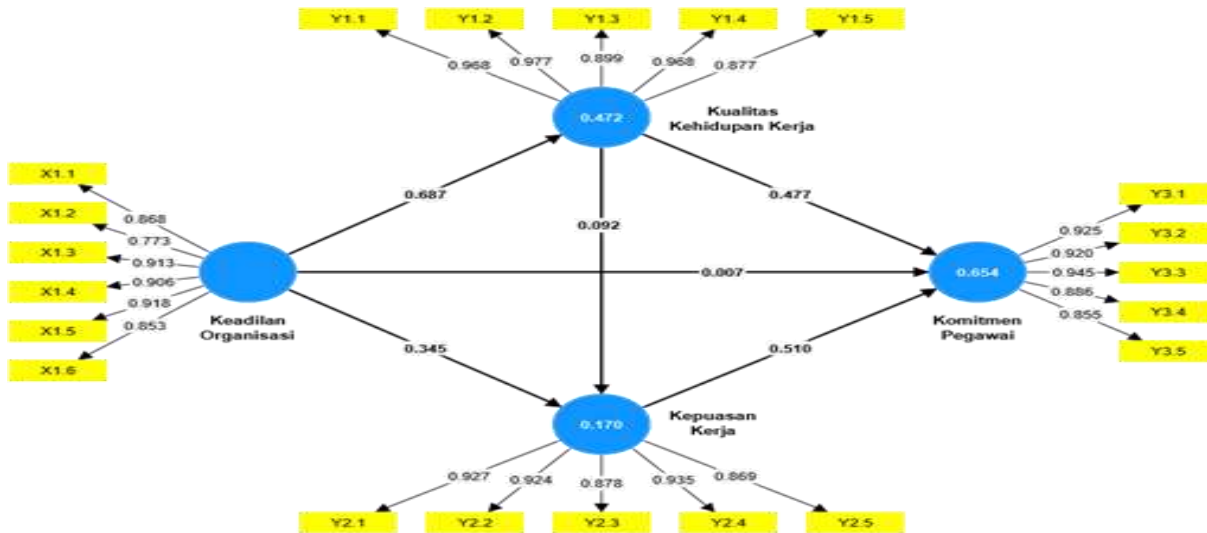 Y1.1
Y1.2
Y1.3
Y1.4
Y1.5
0.968
0.977
0.899
0.968
0.877
0.472
Kualitas
Kehidupan Kerja
X1.1
X1.2
X1.3
X1.4
X1.5
X1.6
0.868
0.773
0.913
0.906
0.918
0.853
Keadilan
Organisasi
0.687
0.092
0.477
0.007
0.345
0.510
0.654
Komitmen
Pegawai
0.925
0.920
0.945
0.886
0.855
Y3.1
Y3.2
Y3.3
Y3.4
Y3.5
0.170
Kepuasan
Kerja
0.927
0.924
0.878
0.935
0.869
Y2.1
Y2.2
Y2.3
Y2.4
Y2.5